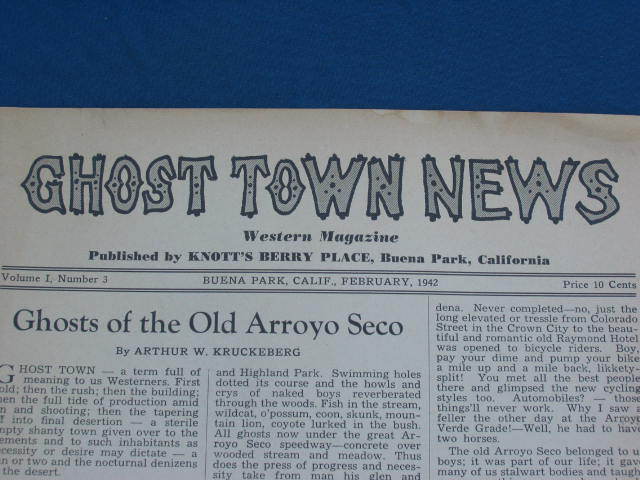 GHOST TOWN NEWS
Western Magazine
Published by KNOTT'S BERRY PLACE, Buena Park, California
Volume I, Number 3
BUENA PARK, CALIF., FEBRUARY, 1942
Price 10 Cents
Ghosts of the Old Arroyo Seco
By ARTHUR W. KRUCKEBERG
GHOST TOWN — a term full of
meaning to us Westerners. First
old; then the rush; then the building;
en the full tide of production amid
n and shooting; then the tapering
f into final desertion — a sterile
mpty shanty town given over to the
ements and to such inhabitants as
cessity or desire may dictate — a
n or two and the nocturnal denizens
the desert.
and Highland Park. Swimming holes
dotted its course and the howls and
crys of naked boys reverberated
through the woods. Fish in the stream,
wildcat, o'possum, coon, skunk, moun-
tain lion, coyote lurked in the bush.
All ghosts now under the great Ar-
royo Seco speedway—concrete over
wooded stream and meadow. Thus
does the press of progress and neces-
sity take from man his glen and
dena. Never completed—no, just the
long elevated or tressle from Colorado
Street in the Crown City to the beau-
tiful and romantic old Raymond Hotel
was opened to bicycle riders. Boy,
pay your dime and pump your bike
a mile up and a mile back, likkety-
split! You met all the best people
there and glimpsed the new cycling
styles too. Automobiles? — those
things'll never work. Why I saw
feller the other day at the Arroyo
Verde Grade!—Well, he had to have
two horses.
The old Arroyo Seco belonged to u
boys; it was part of our life; it gav
many of us stalwart bodies and taugh